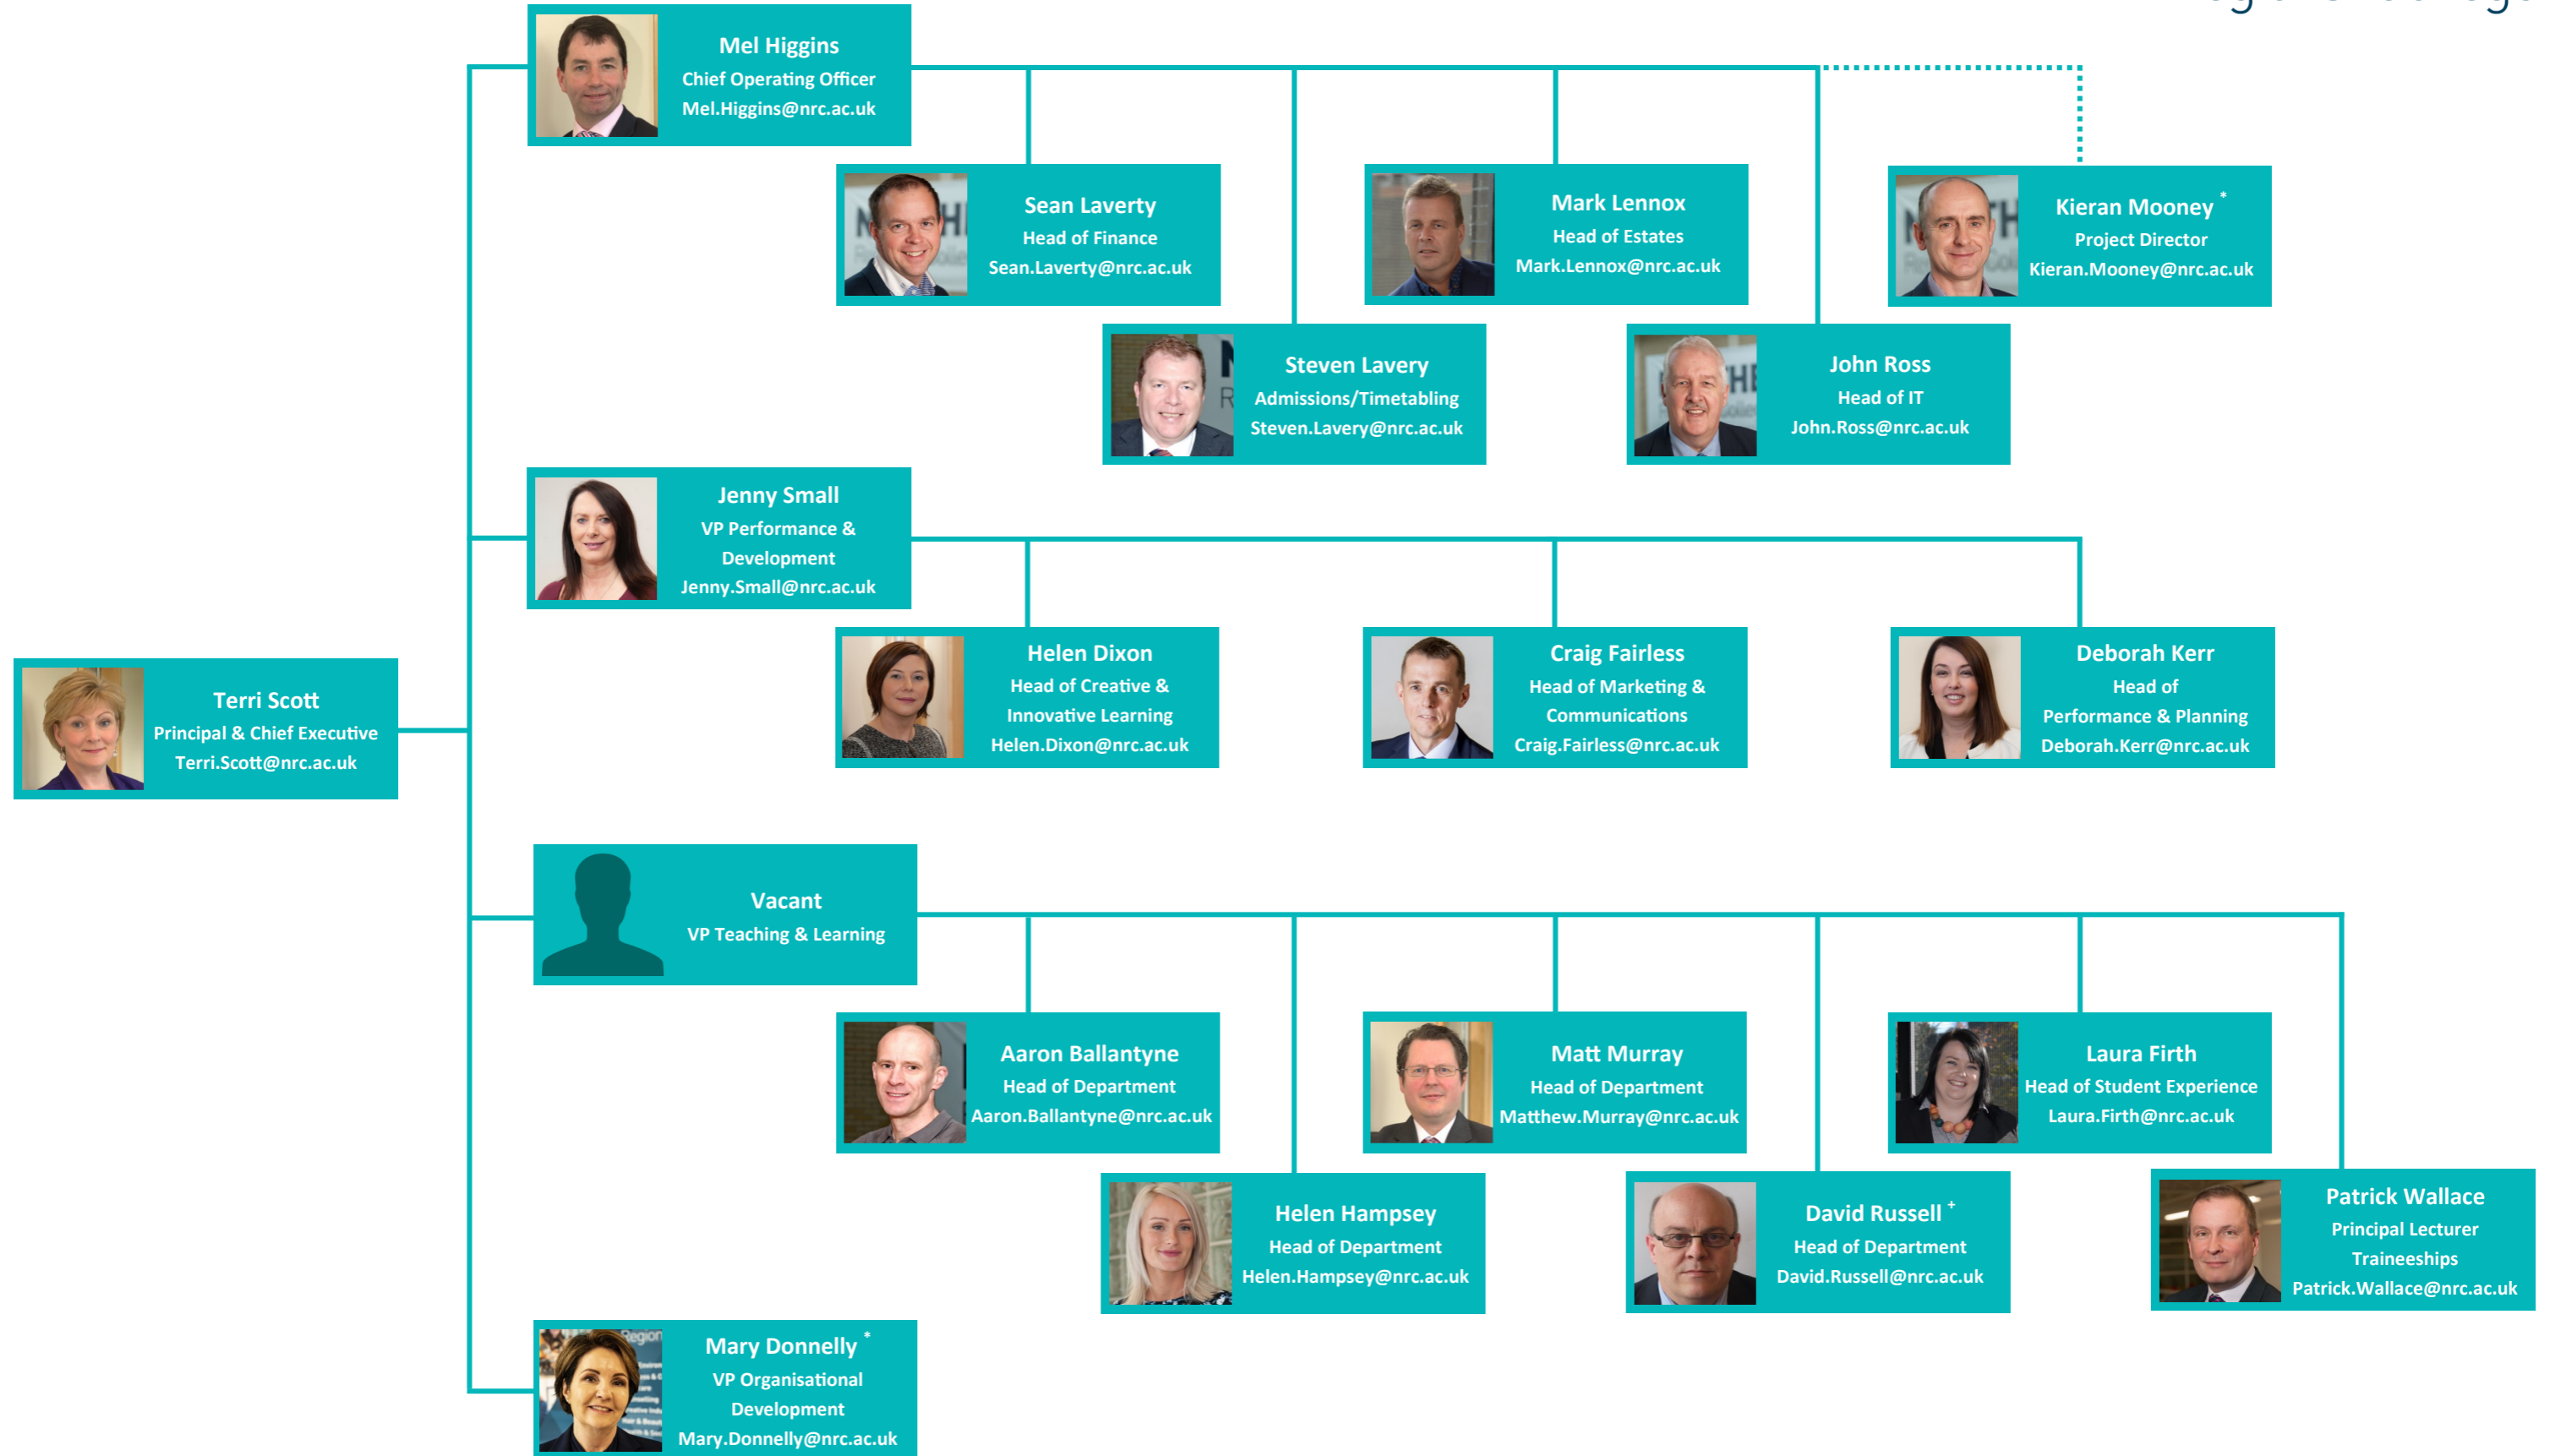 Mel Higgins
Chief Operating Officer
Mel.Higgins@nrc.ac.uk
Sean Laverty
Head of Finance
Sean.Laverty@nrc.ac.uk
Mark Lennox
Head of Estates
Mark.Lennox@nrc.ac.uk
Kieran Mooney *
Project Director
Kieran.Mooney@nrc.ac.uk
Steven Lavery
Admissions/Timetabling
Steven.Lavery@nrc.ac.uk
John Ross
Head of IT
John.Ross@nrc.ac.uk
Jenny Small
VP Performance &
Development
Jenny.Small@nrc.ac.uk
Helen Dixon
Head of Creative &
Innovative Learning
Helen.Dixon@nrc.ac.uk
Craig Fairless
Head of Marketing &
Communications
Craig.Fairless@nrc.ac.uk
Deborah Kerr
Head of
Performance & Planning
Deborah.Kerr@nrc.ac.uk
Terri Scott
Principal & Chief Executive
Terri.Scott@nrc.ac.uk
Vacant
VP Teaching & Learning
Aaron Ballantyne
Head of Department
Aaron.Ballantyne@nrc.ac.uk
Matt Murray
Head of Department
Matthew.Murray@nrc.ac.uk
Laura Firth
Head of Student Experience
Laura.Firth@nrc.ac.uk
Helen Hampsey
Head of Department
Helen.Hampsey@nrc.ac.uk
David Russell +
Head of Department
David.Russell@nrc.ac.uk
Patrick Wallace
Principal Lecturer
Traineeships
Patrick.Wallace@nrc.ac.uk
Mary Donnelly *
VP Organisational
Development
Mary.Donnelly@nrc.ac.uk